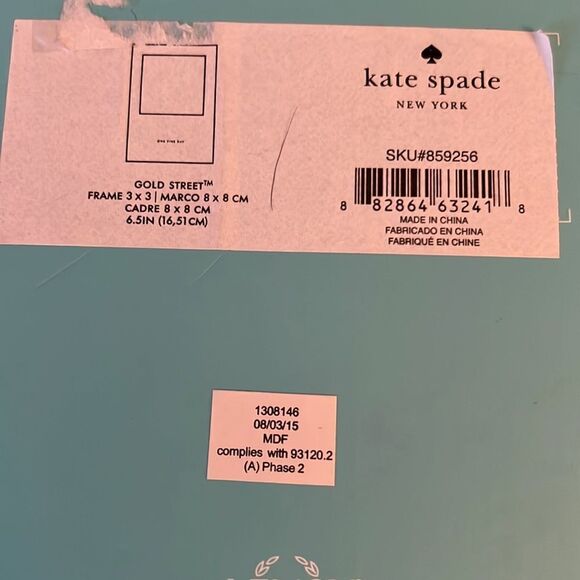 ONE FINE DAY
GOLD STREET™
FRAME 3 x 3 | MARCO 8 x 8 CM
CADRE 8 x 8 CM
6.5IN (16,51CM)
kate spade
NEW YORK
SKU#859256
8 82864 63241 8
MADE IN CHINA
FABRICADO EN CHINA
FABRIQUÉ EN CHINE
1308146
08/03/15
MDF
complies with 93120.2
(A) Phase 2